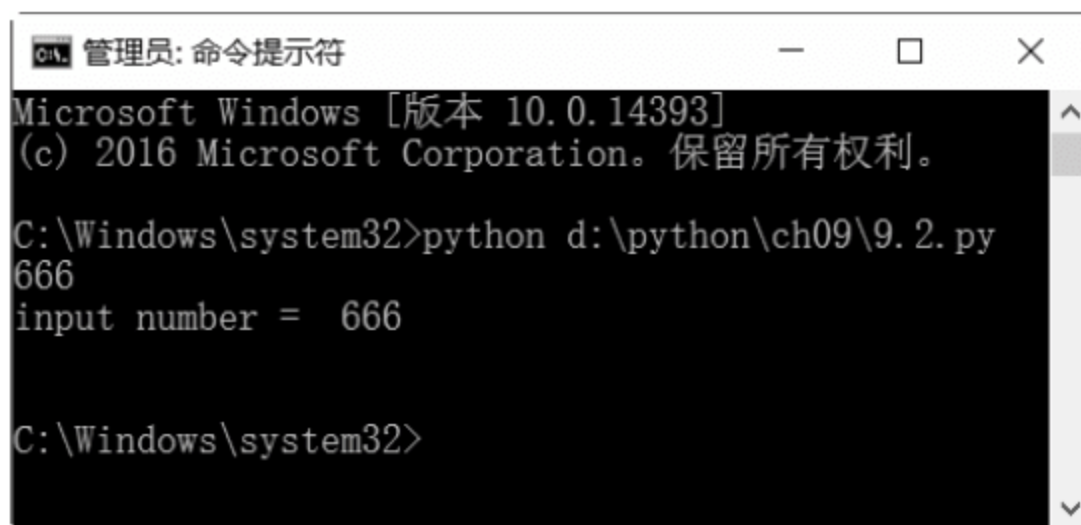 管理员: 命令提示符
Microsoft Windows [版本 10.0.14393]
(c) 2016 Microsoft Corporation。保留所有权利。
C:\Windows\system32>python d:\python\ch09\9.2.py
666
input number =  666
C:\Windows\system32>